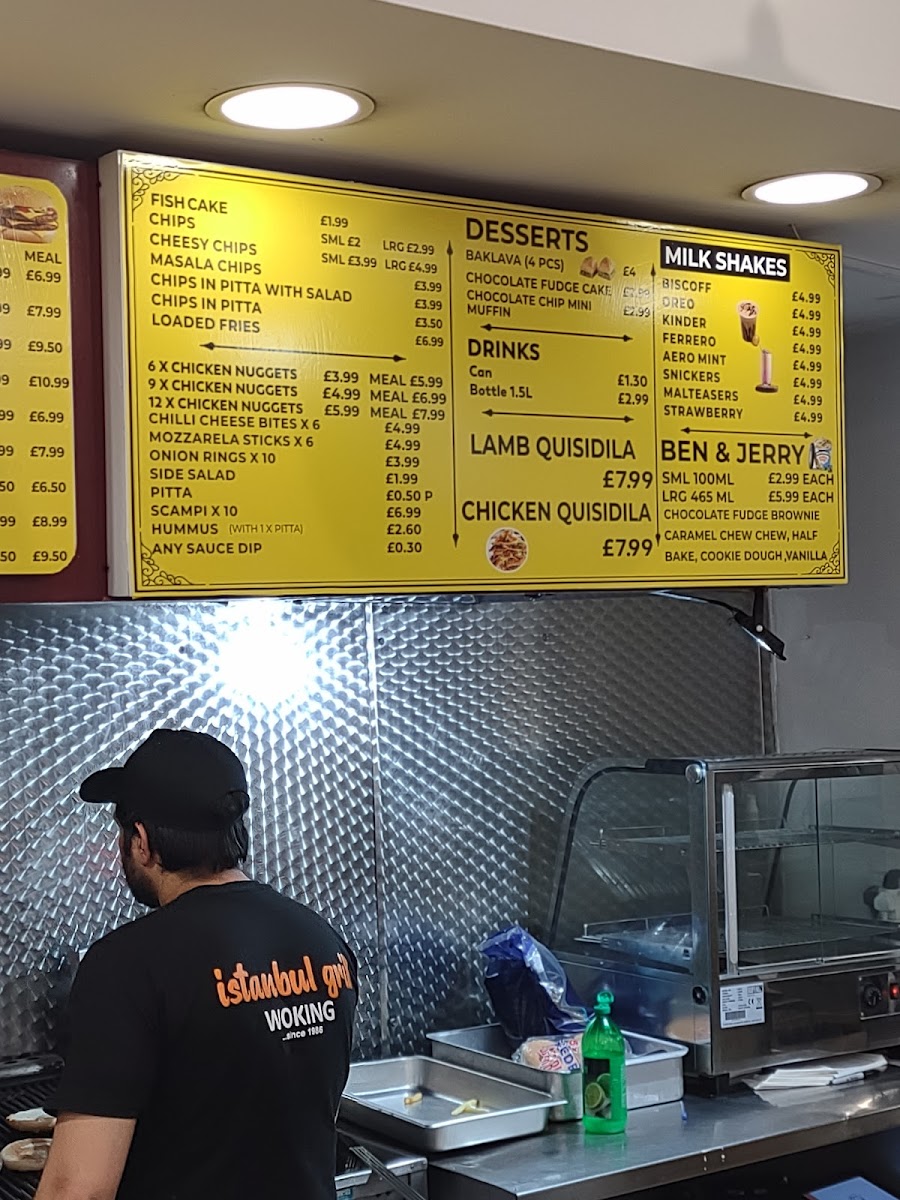 MEAL
£6.99
£7.99
£9.50
£10.99
£6.99
£7.99
£6.50
£8.99
£9.50
FISH CAKE £1.99
CHIPS SML £2 LRG £2.99
CHEESY CHIPS SML £3.99 LRG £4.99
MASALA CHIPS £3.99
CHIPS IN PITTA WITH SALAD £3.99
CHIPS IN PITTA £3.50
LOADED FRIES £6.99
6 X CHICKEN NUGGETS £3.99 MEAL £5.99
9 X CHICKEN NUGGETS £4.99 MEAL £6.99
12 X CHICKEN NUGGETS £5.99 MEAL £7.99
CHILLI CHEESE BITES X 6 £4.99
MOZZARELA STICKS X 6 £4.99
ONION RINGS X 10 £3.99
SIDE SALAD £1.99
PITTA £0.50 P
SCAMPI X 10 £6.99
HUMMUS (WITH 1 X PITTA) £2.60
ANY SAUCE DIP £0.30
DESSERTS
BAKLAVA (4 PCS) £4
CHOCOLATE FUDGE CAKE £2.99
CHOCOLATE CHIP MINI £2.99
MUFFIN
DRINKS
Can £1.30
Bottle 1.5L £2.99
LAMB QUISIDILA
£7.99
CHICKEN QUISIDILA
£7.99
MILK SHAKES
BISCOFF £4.99
OREO £4.99
KINDER £4.99
FERRERO £4.99
AERO MINT £4.99
SNICKERS £4.99
MALTEASERS £4.99
STRAWBERRY £4.99
BEN & JERRY
SML 100ML £2.99 EACH
LRG 465 ML £5.99 EACH
CHOCOLATE FUDGE BROWNIE
CARAMEL CHEW CHEW, HALF
BAKE, COOKIE DOUGH ,VANILLA
istanbul gril
WOKING
...since 1986